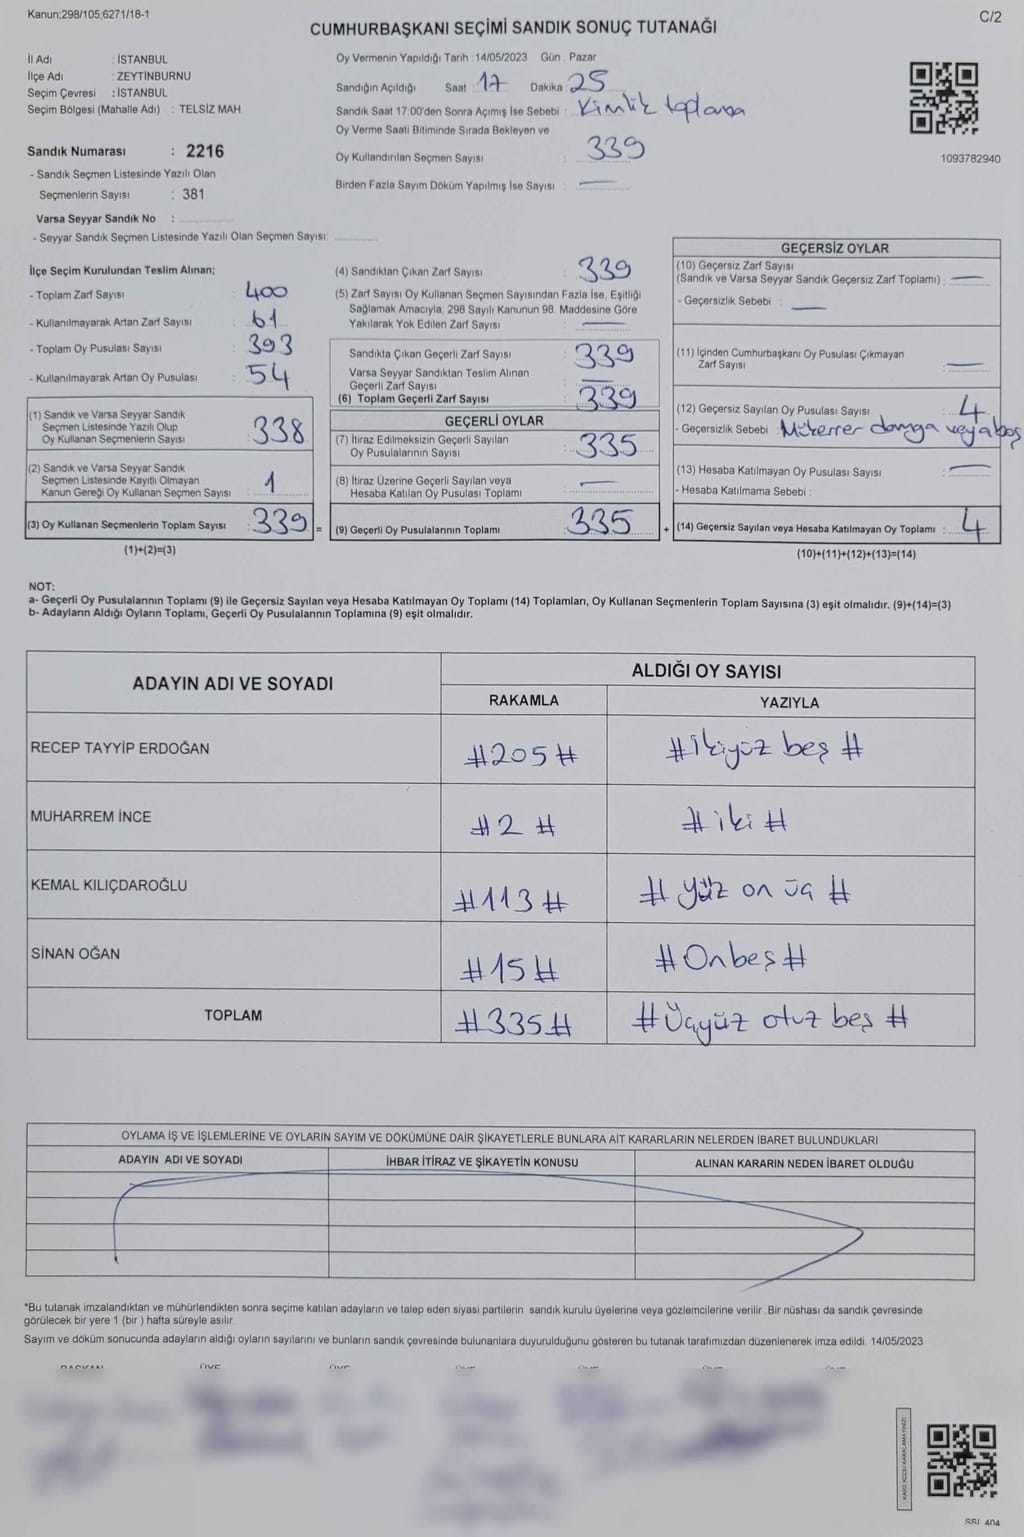 Kanun;298/105;6271/18-1
C/2
CUMHURBAŞKANI SEÇİMİ SANDIK SONUÇ TUTANAĞI
İl Adı : İSTANBUL
İlçe Adı : ZEYTİNBURNU
Seçim Çevresi : İSTANBUL
Seçim Bölgesi (Mahalle Adı) : TELSİZ MAH.
Sandık Numarası : 2216
- Sandık Seçmen Listesinde Yazılı Olan
Seçmenlerin Sayısı : 381
Varsa Seyyar Sandık No :
- Seyyar Sandık Seçmen Listesinde Yazılı Olan Seçmen Sayısı:
Oy Vermenin Yapıldığı Tarih : 14/05/2023 Gün : Pazar
Sandığın Açıldığı Saat : 17 Dakika : 25
Sandık Saat 17:00'den Sonra Açımış İse Sebebi : Kimlik toplama
Oy Verme Saati Bitiminde Sırada Bekleyen ve
Oy Kullandırılan Seçmen Sayısı : 339
Birden Fazla Sayım Döküm Yapılmış İse Sayısı : —
1093782940
İlçe Seçim Kurulundan Teslim Alınan;
- Toplam Zarf Sayısı : 400
- Kullanılmayarak Artan Zarf Sayısı : 61
- Toplam Oy Pusulası Sayısı : 393
- Kullanılmayarak Artan Oy Pusulası : 54
(1) Sandık ve Varsa Seyyar Sandık
Seçmen Listesinde Yazılı Olup
Oy Kullanan Seçmenlerin Sayısı : 338
(2) Sandık ve Varsa Seyyar Sandık
Seçmen Listesinde Kayıtlı Olmayan
Kanun Gereği Oy Kullanan Seçmen Sayısı : 1
(3) Oy Kullanan Seçmenlerin Toplam Sayısı : 339 =
(1)+(2)=(3)
(4) Sandıktan Çıkan Zarf Sayısı : 339
(5) Zarf Sayısı Oy Kullanan Seçmen Sayısından Fazla İse, Eşitliği
Sağlamak Amacıyla; 298 Sayılı Kanunun 98. Maddesine Göre
Yakılarak Yok Edilen Zarf Sayısı : —
Sandıkta Çıkan Geçerli Zarf Sayısı : 339
Varsa Seyyar Sandıktan Teslim Alınan
Geçerli Zarf Sayısı : —
(6) Toplam Geçerli Zarf Sayısı : 339
GEÇERLİ OYLAR
(7) İtiraz Edilmeksizin Geçerli Sayılan
Oy Pusulalarının Sayısı : 335
(8) İtiraz Üzerine Geçerli Sayılan veya
Hesaba Katılan Oy Pusulası Toplamı : —
(9) Geçerli Oy Pusulalarının Toplamı : 335 +
GEÇERSİZ OYLAR
(10) Geçersiz Zarf Sayısı
(Sandık ve Varsa Seyyar Sandık Geçersiz Zarf Toplamı) : —
- Geçersizlik Sebebi : —
(11) İçinden Cumhurbaşkanı Oy Pusulası Çıkmayan
Zarf Sayısı : —
(12) Geçersiz Sayılan Oy Pusulası Sayısı : 4
- Geçersizlik Sebebi : Mükerrer damga veya boş
(13) Hesaba Katılmayan Oy Pusulası Sayısı : —
- Hesaba Katılmama Sebebi :
(14) Geçersiz Sayılan veya Hesaba Katılmayan Oy Toplamı : 4
(10)+(11)+(12)+(13)=(14)
NOT:
a- Geçerli Oy Pusulalarının Toplamı (9) ile Geçersiz Sayılan veya Hesaba Katılmayan Oy Toplamı (14) Toplamları, Oy Kullanan Seçmenlerin Toplam Sayısına (3) eşit olmalıdır. (9)+(14)=(3)
b- Adayların Aldığı Oyların Toplamı, Geçerli Oy Pusulalarının Toplamına (9) eşit olmalıdır.
ADAYIN ADI VE SOYADI
ALDIĞI OY SAYISI
RAKAMLA YAZIYLA
RECEP TAYYİP ERDOĞAN #205# #ikiyüz beş#
MUHARREM İNCE #2# #iki#
KEMAL KILIÇDAROĞLU #113# #yüz on üç#
SİNAN OĞAN #15# #Onbeş#
TOPLAM #335# #Üçyüz otuz beş#
OYLAMA İŞ VE İŞLEMLERİNE VE OYLARIN SAYIM VE DÖKÜMÜNE DAİR ŞİKAYETLERLE BUNLARA AİT KARARLARIN NELERDEN İBARET BULUNDUKLARI
ADAYIN ADI VE SOYADI İHBAR İTİRAZ VE ŞİKAYETİN KONUSU ALINAN KARARIN NEDEN İBARET OLDUĞU
*Bu tutanak imzalandıktan ve mühürlendikten sonra seçime katılan adayların ve talep eden siyasi partilerin sandık kurulu üyelerine veya gözlemcilerine verilir .Bir nüshası da sandık çevresinde
görülecek bir yere 1 (bir ) hafta süreyle asılır.
Sayım ve döküm sonucunda adayların aldığı oyların sayılarını ve bunların sandık çevresinde bulunanlara duyurulduğunu gösteren bu tutanak tarafımızdan düzenlenerek imza edildi. 14/05/2023
BAŞKAN ÜYE ÜYE ÜYE ÜYE ÜYE ÜYE
KARE KODU KARALAMAYINIZ!
SSI 404